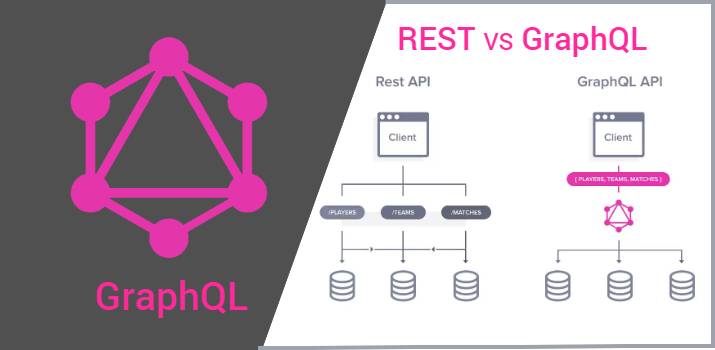 GraphQL
REST vs GraphQL
Rest API
Client
/PLAYERS
/TEAMS
/MATCHES
GraphQL API
Client
{ PLAYERS, TEAMS, MATCHES }